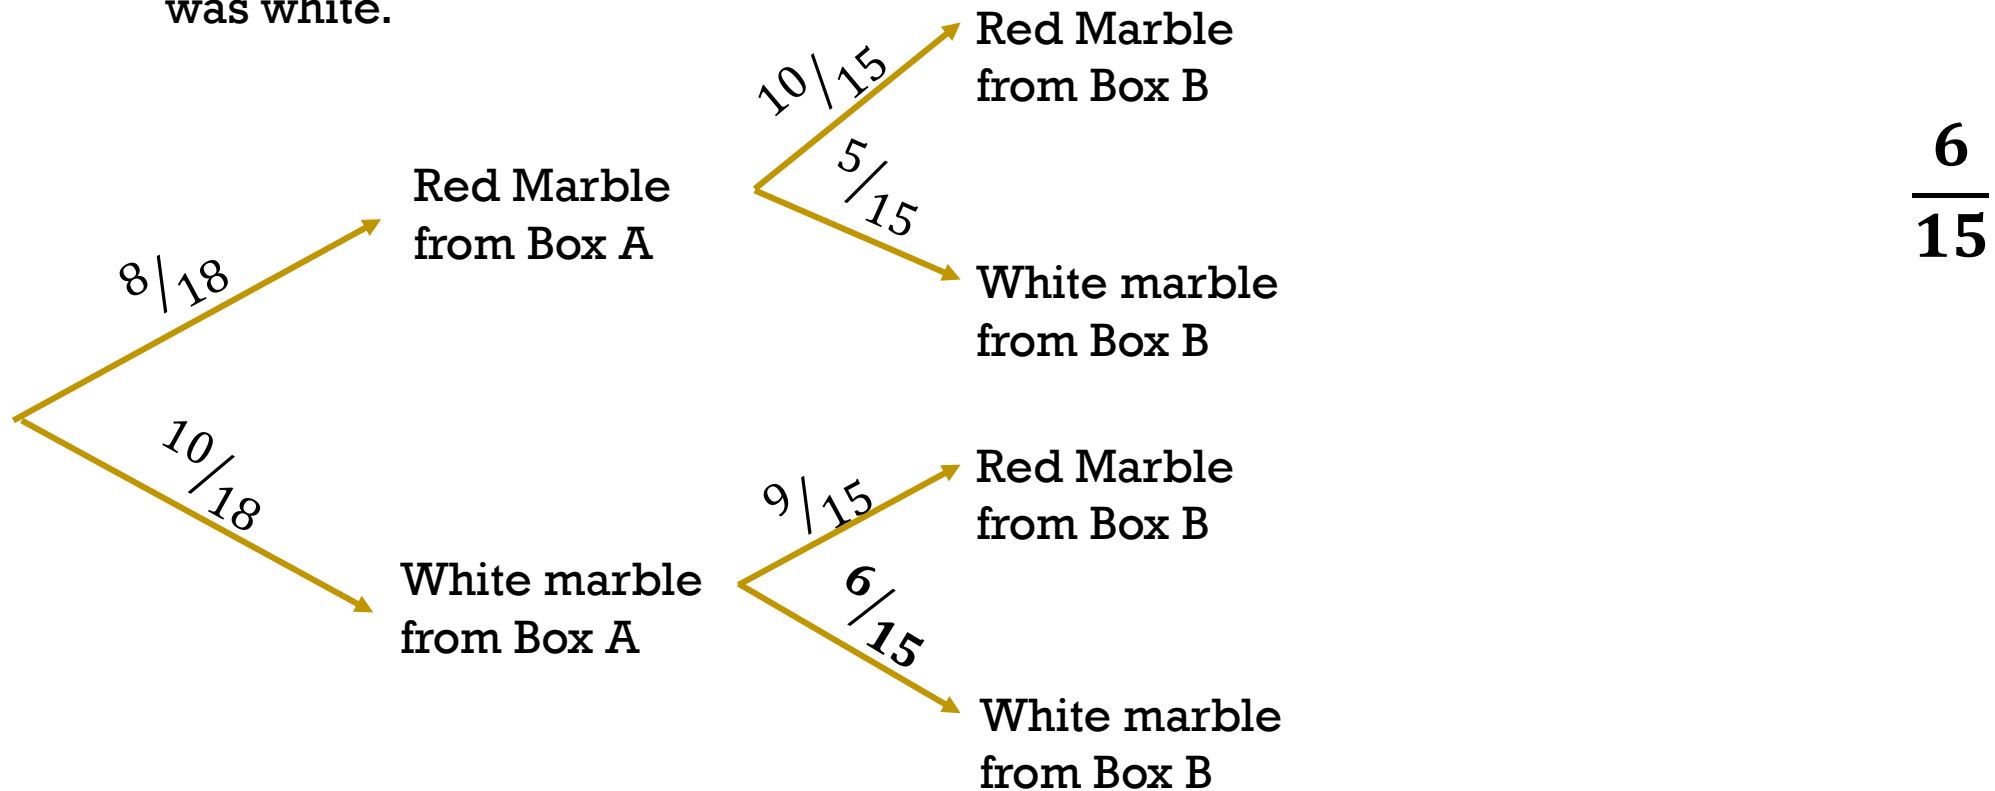 was white.
Red Marble
from Box B
10/15
5/15
6
15
Red Marble
from Box A
8/18
White marble
from Box B
10/18
Red Marble
from Box B
9/15
White marble
from Box A
6/15
White marble
from Box B